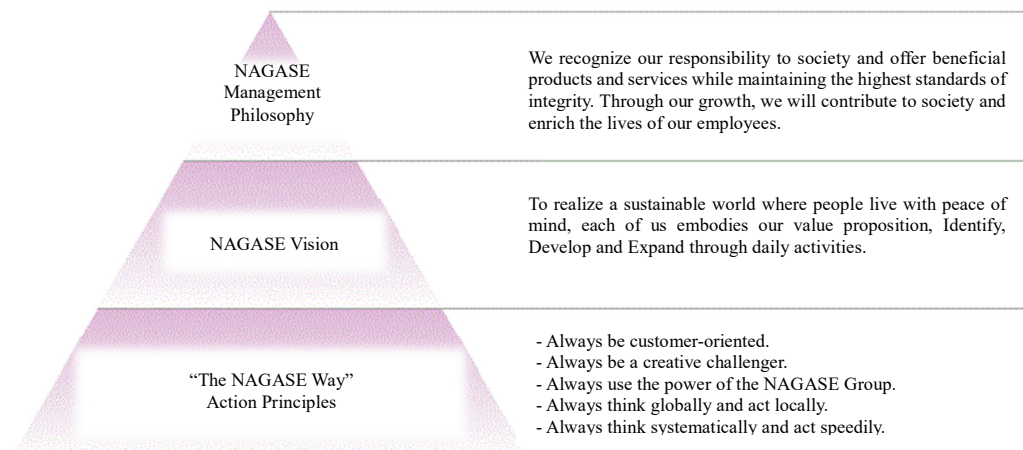 NAGASE
Management
Philosophy
We recognize our responsibility to society and offer beneficial
products and services while maintaining the highest standards of
integrity. Through our growth, we will contribute to society and
enrich the lives of our employees.
NAGASE Vision
To realize a sustainable world where people live with peace of
mind, each of us embodies our value proposition, Identify,
Develop and Expand through daily activities.
“The NAGASE Way”
Action Principles
- Always be customer-oriented.
- Always be a creative challenger.
- Always use the power of the NAGASE Group.
- Always think globally and act locally.
- Always think systematically and act speedily.